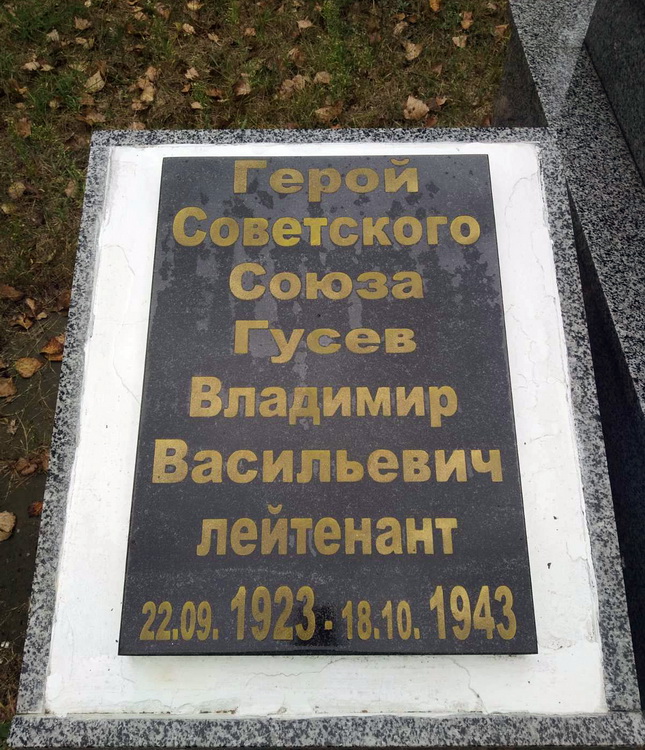 Герой
Советского
Союза
Гусев
Владимир
Васильевич
лейтенант
22.09. 1923 - 18.10. 1943